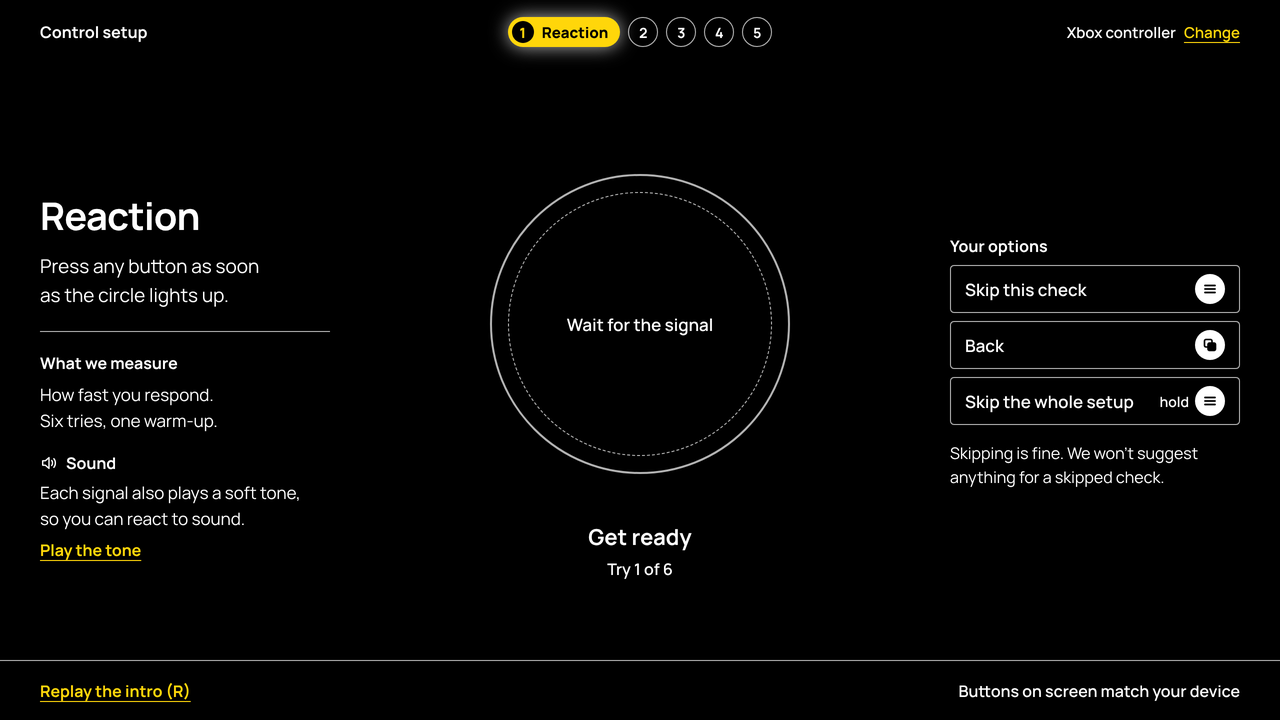 Control setup
1 Reaction 2 3 4 5
Xbox controller Change
Reaction
Press any button as soon
as the circle lights up.
What we measure
How fast you respond.
Six tries, one warm-up.
Sound
Each signal also plays a soft tone,
so you can react to sound.
Play the tone
Wait for the signal
Get ready
Try 1 of 6
Your options
Skip this check
Back
Skip the whole setup hold
Skipping is fine. We won't suggest
anything for a skipped check.
Replay the intro (R)
Buttons on screen match your device